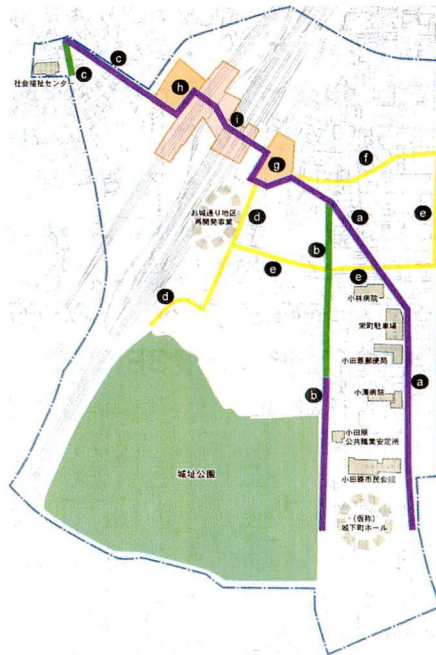 c
c
社会福祉センター
h
i
g
f
お城通り地区
再開発事業
d
b
a
e
e
e
小林病院
d
栄町駐車場
小田原郵便局
a
b
小澤病院
小田原
公共職業安定所
城址公園
小田原市民会館
(仮称)
城下町ホール